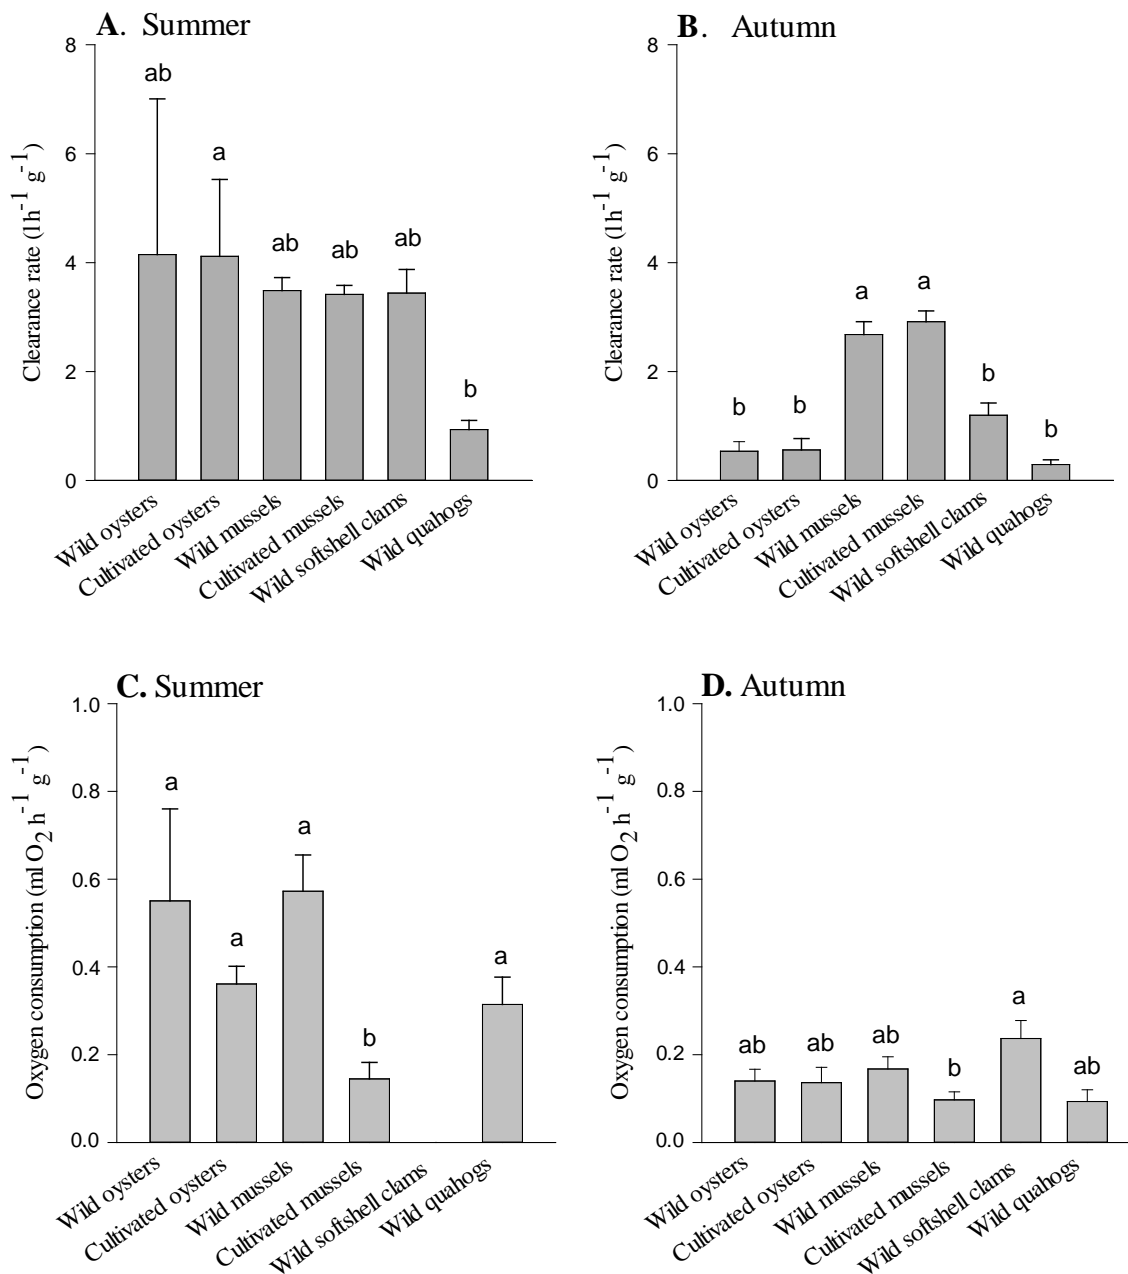 A. Summer
8
6
4
2
0
Clearance rate (lh-1 g-1)
ab
a
ab
ab
ab
b
Wild oysters
Cultivated oysters
Wild mussels
Cultivated mussels
Wild softshell clams
Wild quahogs
B. Autumn
8
6
4
2
0
Clearance rate (lh-1 g-1)
b
b
a
a
b
b
Wild oysters
Cultivated oysters
Wild mussels
Cultivated mussels
Wild softshell clams
Wild quahogs
C. Summer
1.0
0.8
0.6
0.4
0.2
0.0
Oxygen consumption (ml O2 h-1 g-1)
a
a
a
b
a
Wild oysters
Cultivated oysters
Wild mussels
Cultivated mussels
Wild softshell clams
Wild quahogs
D. Autumn
1.0
0.8
0.6
0.4
0.2
0.0
Oxygen consumption (ml O2 h-1 g-1)
ab
ab
ab
b
a
ab
Wild oysters
Cultivated oysters
Wild mussels
Cultivated mussels
Wild softshell clams
Wild quahogs